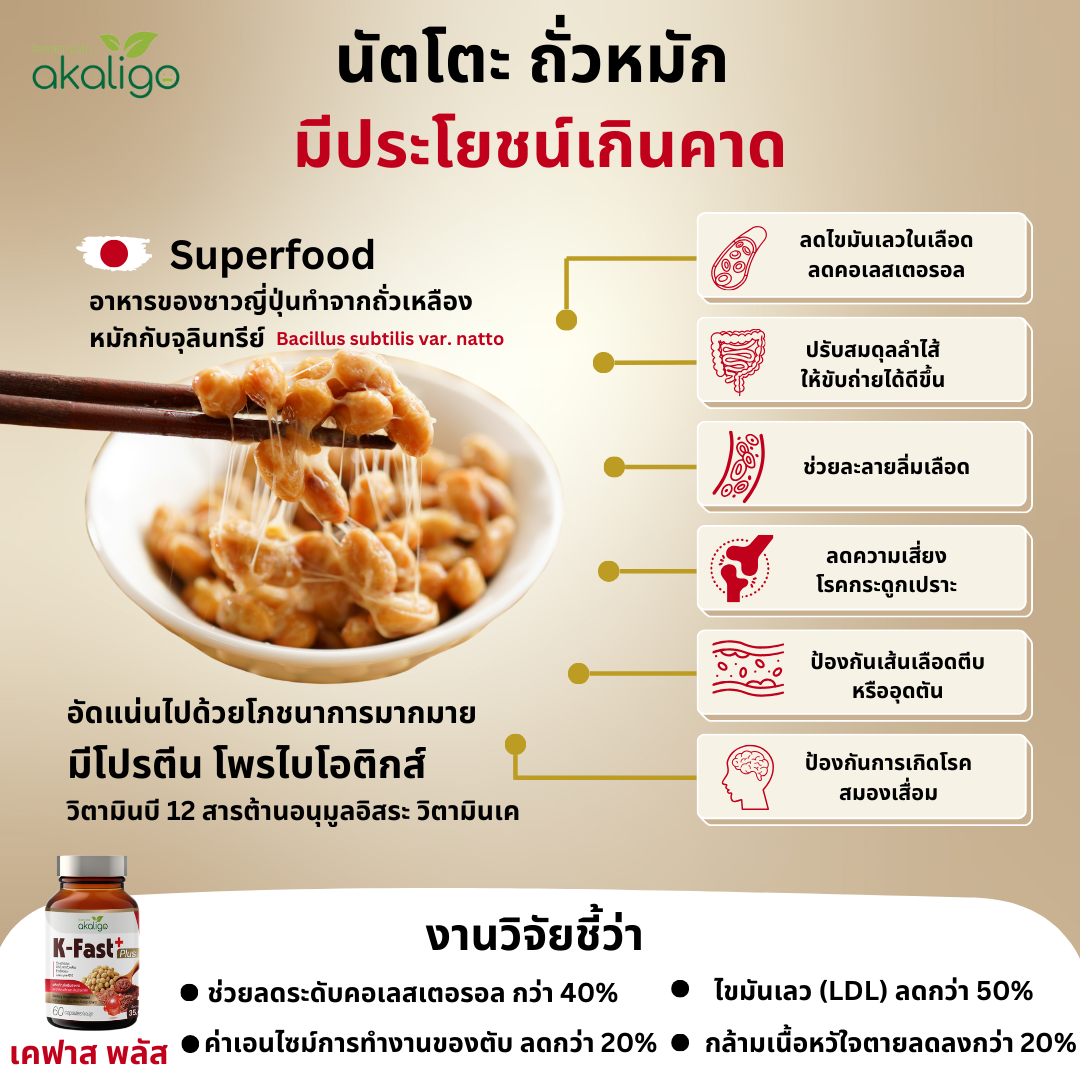 akaligo
นัตโตะ ถั่วหมัก
มีประโยชน์เกินคาด
Superfood
อาหารของชาวญี่ปุ่นทำจากถั่วเหลือง
หมักกับจุลินทรีย์ Bacillus subtilis var. natto
ลดไขมันเลวในเลือด
ลดคอเลสเตอรอล
ปรับสมดุลลำไส้
ให้ขับถ่ายได้ดีขึ้น
ช่วยละลายลิ่มเลือด
ลดความเสี่ยง
โรคกระดูกเปราะ
ป้องกันเส้นเลือดตีบ
หรืออุดตัน
ป้องกันการเกิดโรค
สมองเสื่อม
อัดแน่นไปด้วยโภชนาการมากมาย
มีโปรตีน โพรไบโอติกส์
วิตามินบี 12 สารต้านอนุมูลอิสระ วิตามินเค
akaligo
K-Fast+
Plus
60
เคฟาส พลัส
งานวิจัยชี้ว่า
● ช่วยลดระดับคอเลสเตอรอล กว่า 40%
● ไขมันเลว (LDL) ลดกว่า 50%
● ค่าเอนไซม์การทำงานของตับ ลดกว่า 20%
● กล้ามเนื้อหัวใจตายลดลงกว่า 20%